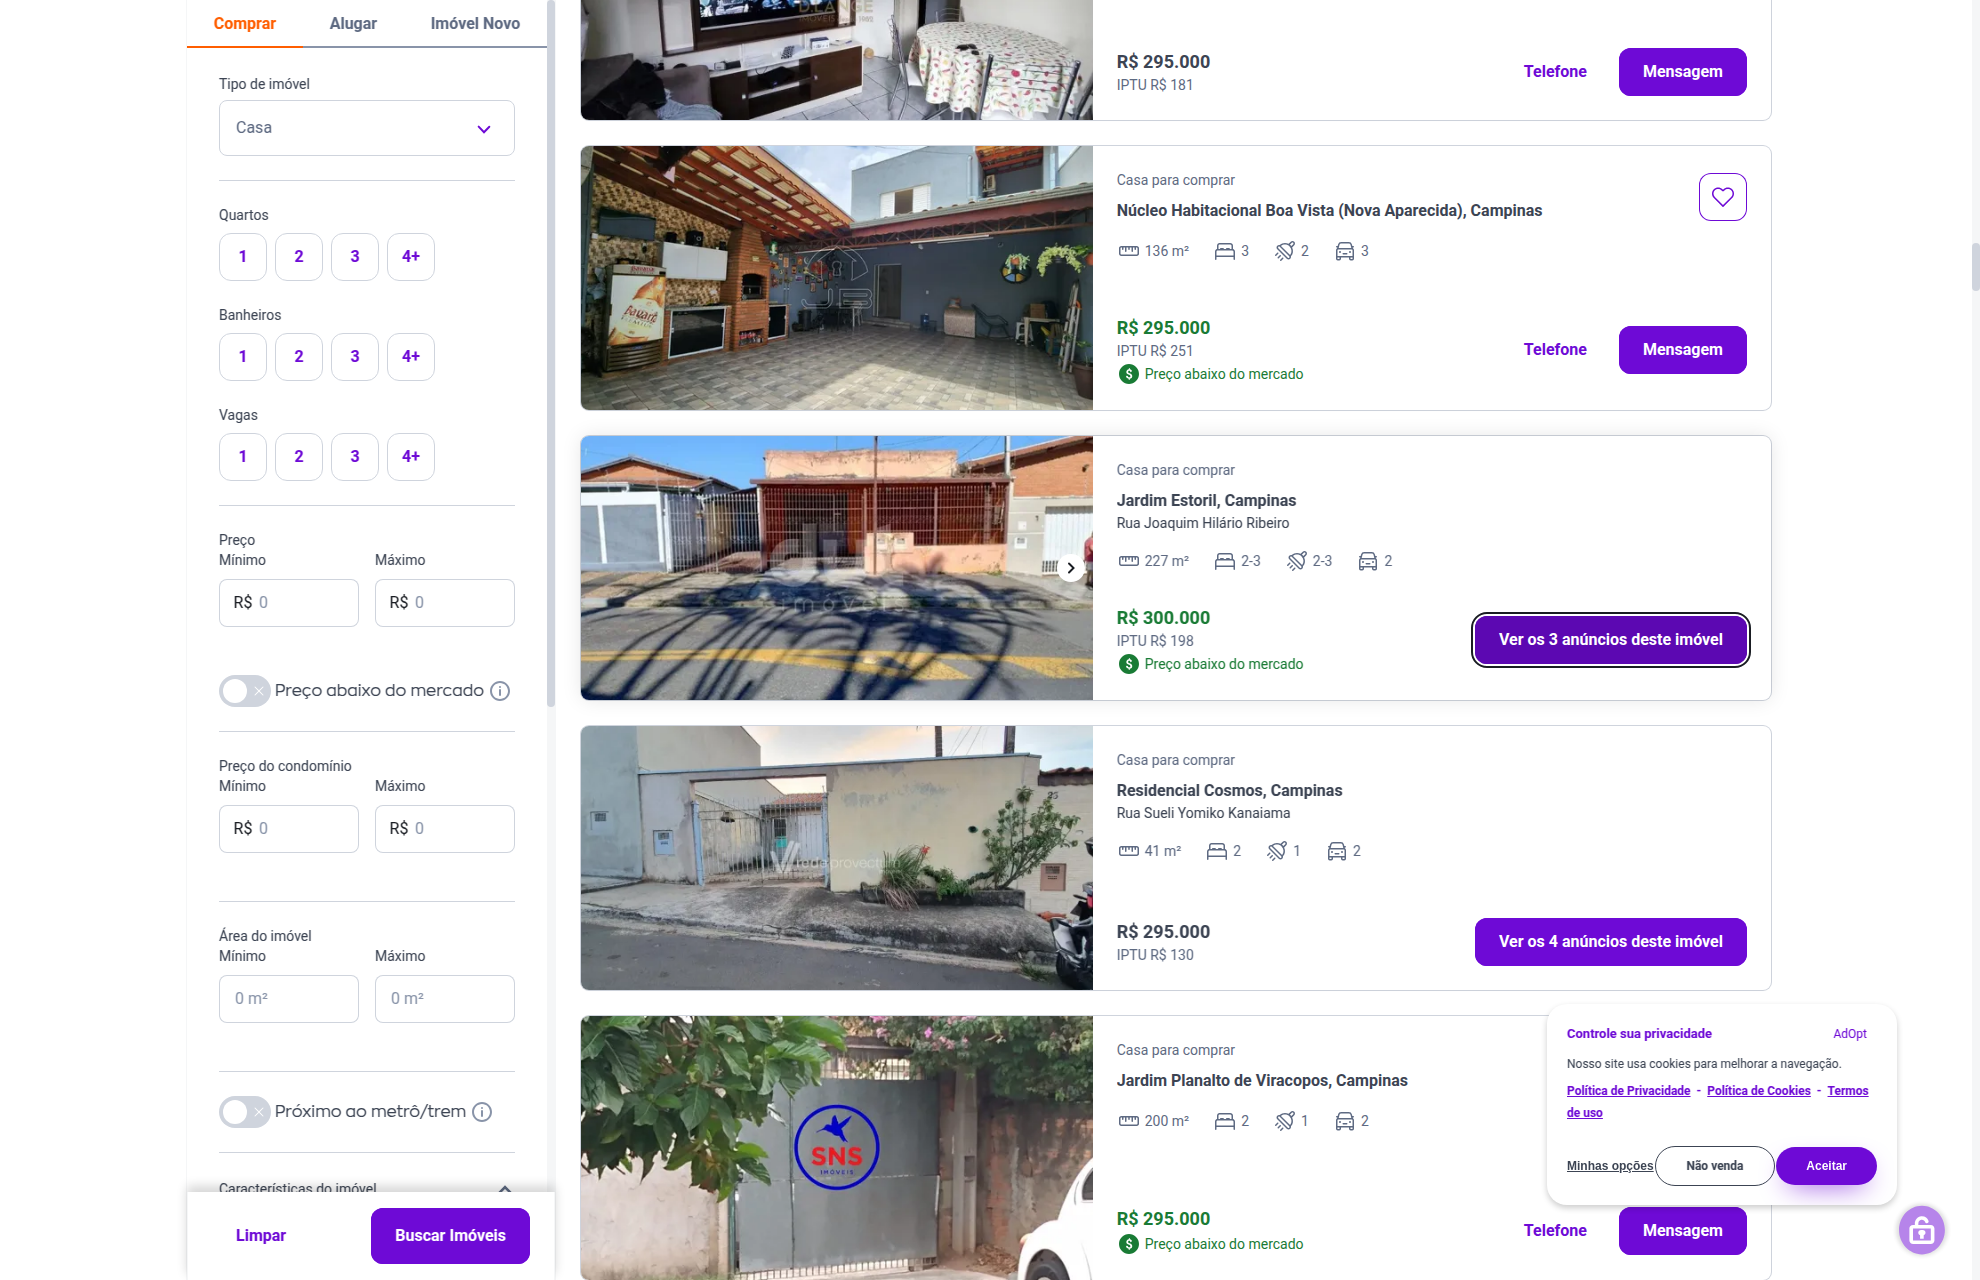 Comprar
Alugar
Imóvel Novo
Tipo de imóvel
Casa
Quartos
1
2
3
4+
Banheiros
1
2
3
4+
Vagas
1
2
3
4+
Preço
Mínimo
Máximo
R$ 0
R$ 0
Preço abaixo do mercado
Preço do condomínio
Mínimo
Máximo
R$ 0
R$ 0
Área do imóvel
Mínimo
Máximo
0 m²
0 m²
Próximo ao metrô/trem
Características do imóvel
Limpar
Buscar Imóveis
D.LANGE
IMÓVEIS
R$ 295.000
IPTU R$ 181
Telefone
Mensagem
JB
Casa para comprar
Núcleo Habitacional Boa Vista (Nova Aparecida), Campinas
136 m²
3
2
3
R$ 295.000
IPTU R$ 251
Preço abaixo do mercado
Telefone
Mensagem
imóveis
Casa para comprar
Jardim Estoril, Campinas
Rua Joaquim Hilário Ribeiro
227 m²
2-3
2-3
2
R$ 300.000
IPTU R$ 198
Preço abaixo do mercado
Ver os 3 anúncios deste imóvel
Casa para comprar
Residencial Cosmos, Campinas
Rua Sueli Yomiko Kanaiama
41 m²
2
1
2
R$ 295.000
IPTU R$ 130
Ver os 4 anúncios deste imóvel
SNS
IMÓVEIS
Casa para comprar
Jardim Planalto de Viracopos, Campinas
200 m²
2
1
2
R$ 295.000
Preço abaixo do mercado
Telefone
Mensagem
Controle sua privacidade
AdOpt
Nosso site usa cookies para melhorar a navegação.
Política de Privacidade - Política de Cookies - Termos
de uso
Minhas opções
Não venda
Aceitar